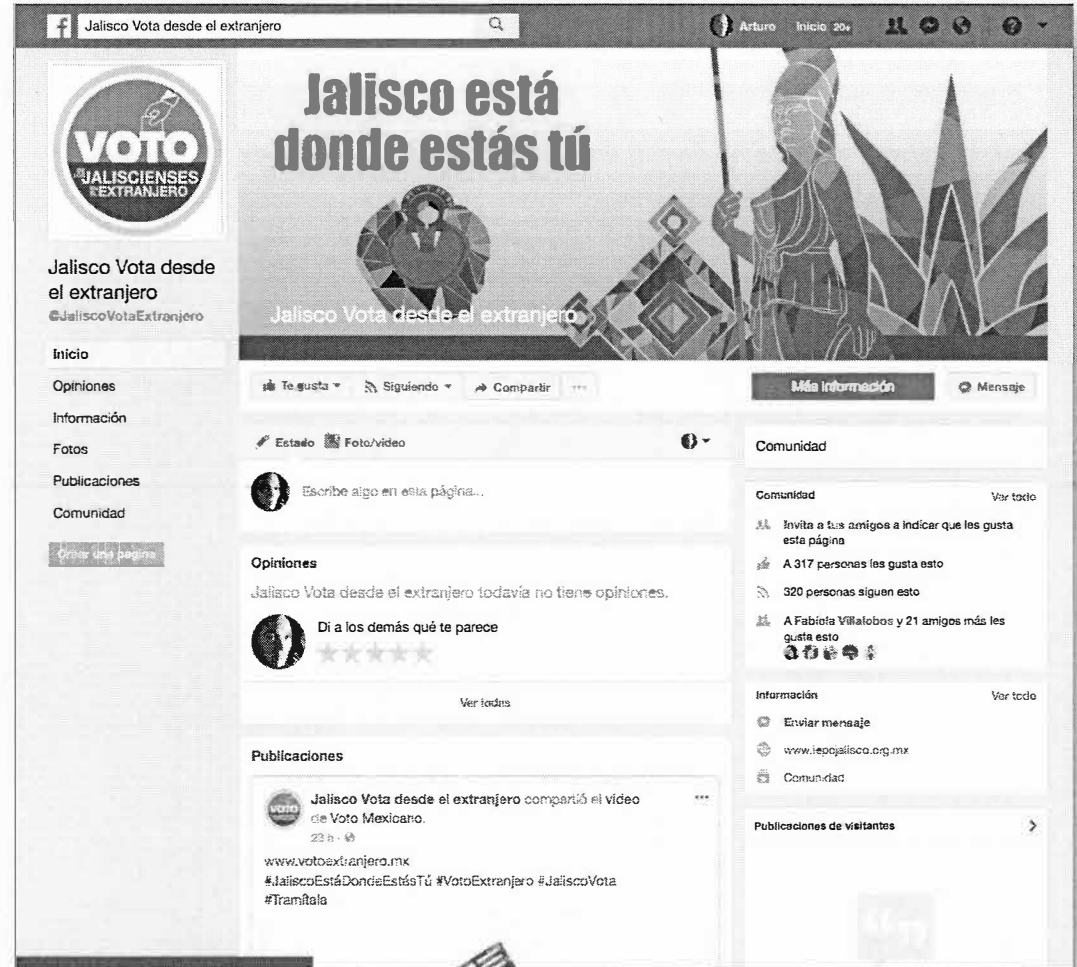 Jalisco Vota desde el extranjero
Arturo Inicio 20+
Jalisco está
donde estás tú
VOTO
JALISCIENSES
EXTRANJERO
Jalisco Vota desde el extranjero
Jalisco Vota desde
el extranjero
@JaliscoVotaExtranjero
Inicio
Opiniones
Información
Fotos
Publicaciones
Comunidad
Crear una página
Te gusta
Siguiendo
Compartir
...
Más información
Mensaje
Estado
Foto/video
Escribe algo en esta página...
Opiniones
Jalisco Vota desde el extranjero todavía no tiene opiniones.
Di a los demás qué te parece
Ver todas
Publicaciones
VOTO
Jalisco Vota desde el extranjero compartió el video
de Voto Mexicano.
23 h
www.votoextranjero.mx
#JaliscoEstáDondeEstásTú #VotoExtranjero #JaliscoVota
#Tramítala
Comunidad
Comunidad Ver todo
Invita a tus amigos a indicar que les gusta
esta página
A 317 personas les gusta esto
320 personas siguen esto
A Fabiola Villalobos y 21 amigos más les
gusta esto
Información Ver todo
Enviar mensaje
www.iepcjalisco.org.mx
Comunidad
Publicaciones de visitantes